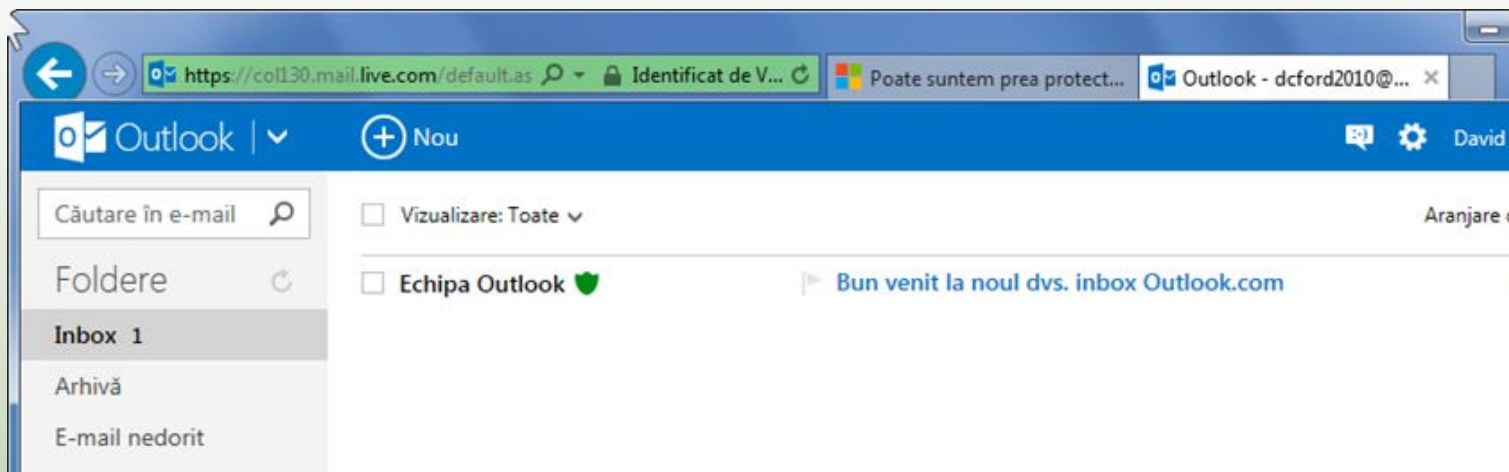 https://col130.mail.live.com/default.as Identificat de V... Poate suntem prea protect... Outlook - dcford2010@...
Outlook Nou David
Căutare în e-mail Vizualizare: Toate Aranjare
Foldere Echipa Outlook Bun venit la noul dvs. inbox Outlook.com
Inbox 1
Arhivă
E-mail nedorit